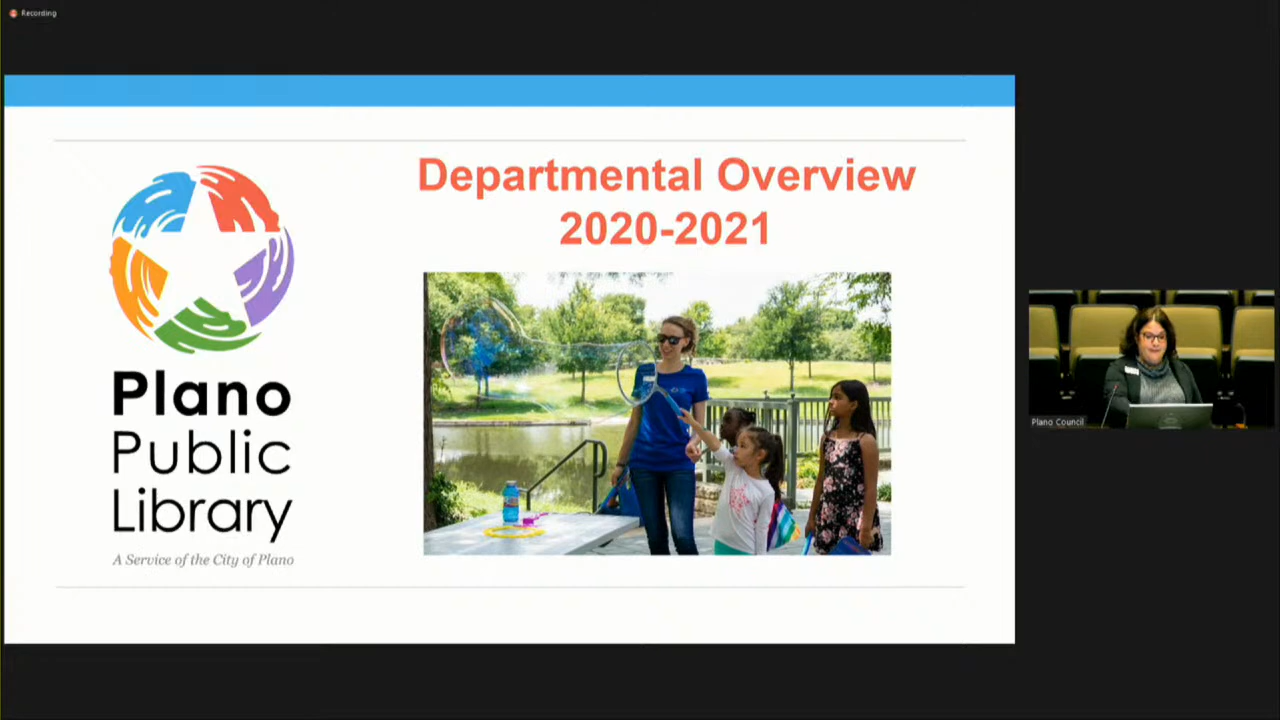 Recording
Departmental Overview
2020-2021
Plano
Public
Library
A Service of the City of Plano
Plano Council